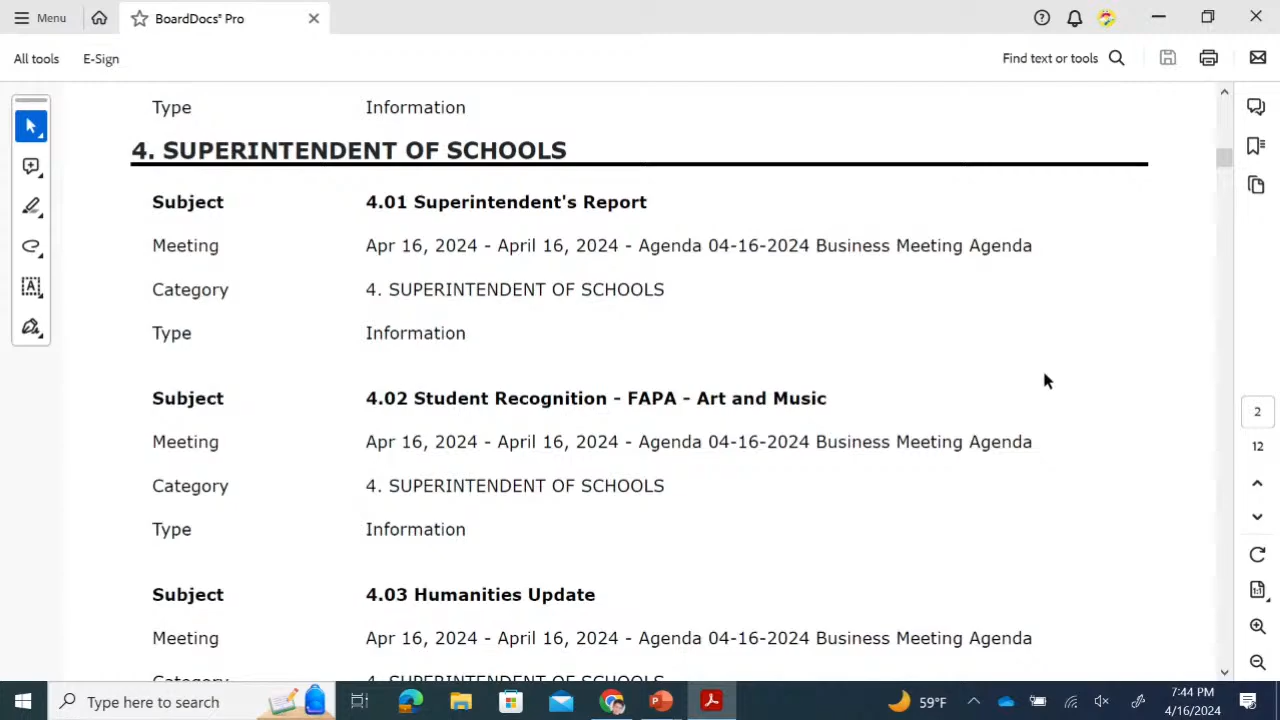 Menu
BoardDocs® Pro
All tools
E-Sign
Find text or tools
Type Information
4. SUPERINTENDENT OF SCHOOLS
Subject 4.01 Superintendent's Report
Meeting Apr 16, 2024 - April 16, 2024 - Agenda 04-16-2024 Business Meeting Agenda
Category 4. SUPERINTENDENT OF SCHOOLS
Type Information
Subject 4.02 Student Recognition - FAPA - Art and Music
Meeting Apr 16, 2024 - April 16, 2024 - Agenda 04-16-2024 Business Meeting Agenda
Category 4. SUPERINTENDENT OF SCHOOLS
Type Information
Subject 4.03 Humanities Update
Meeting Apr 16, 2024 - April 16, 2024 - Agenda 04-16-2024 Business Meeting Agenda
Category 4. SUPERINTENDENT OF SCHOOLS
2
12
Type here to search
59°F
7:44 PM
4/16/2024